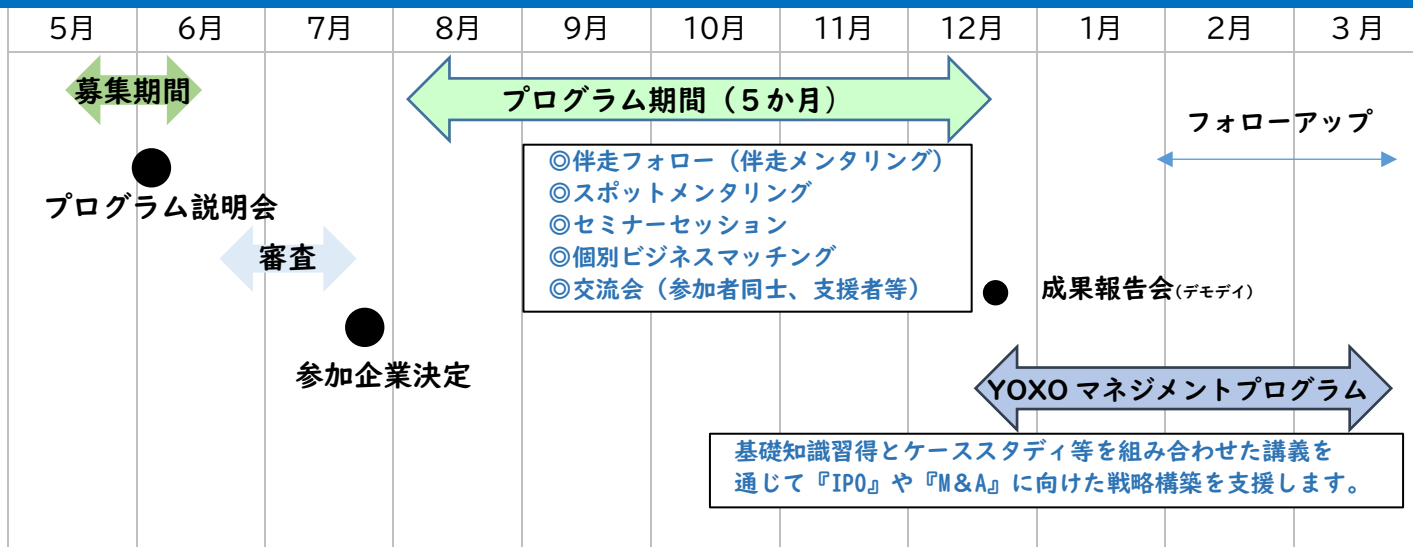 5月 6月 7月 8月 9月 10月 11月 12月 1月 2月 3月
募集期間
プログラム期間（5か月）
フォローアップ
プログラム説明会
◎伴走フォロー（伴走メンタリング）
◎スポットメンタリング
◎セミナーセッション
◎個別ビジネスマッチング
◎交流会（参加者同士、支援者等）
審査
成果報告会(デモデイ)
参加企業決定
YOXO マネジメントプログラム
基礎知識習得とケーススタディ等を組み合わせた講義を
通じて『IPO』や『M&A』に向けた戦略構築を支援します。